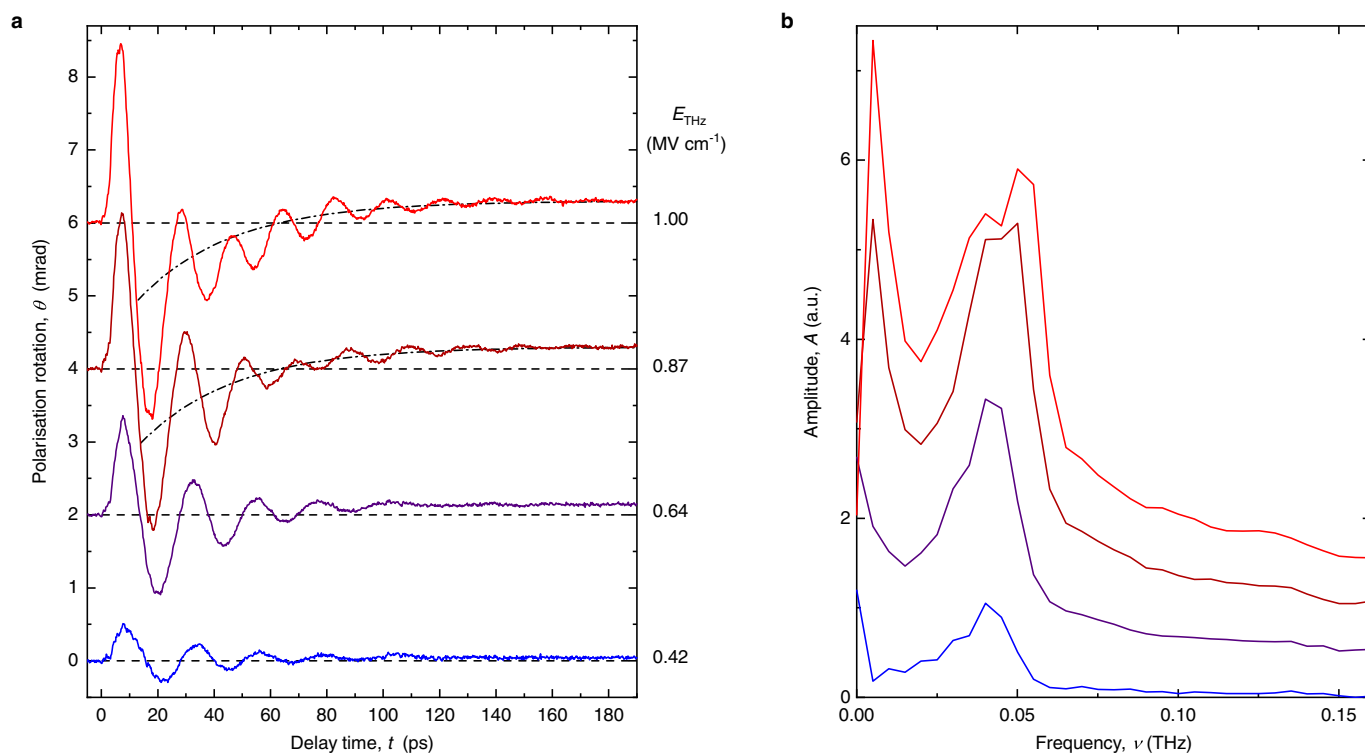 a
b
8
7
6
5
4
3
2
1
0
Polarisation rotation, θ (mrad)
0 20 40 60 80 100 120 140 160 180
Delay time, t (ps)
E_THz
(MV cm⁻¹)
1.00
0.87
0.64
0.42
6
4
2
0
Amplitude, A (a.u.)
0.00 0.05 0.10 0.15
Frequency, ν (THz)